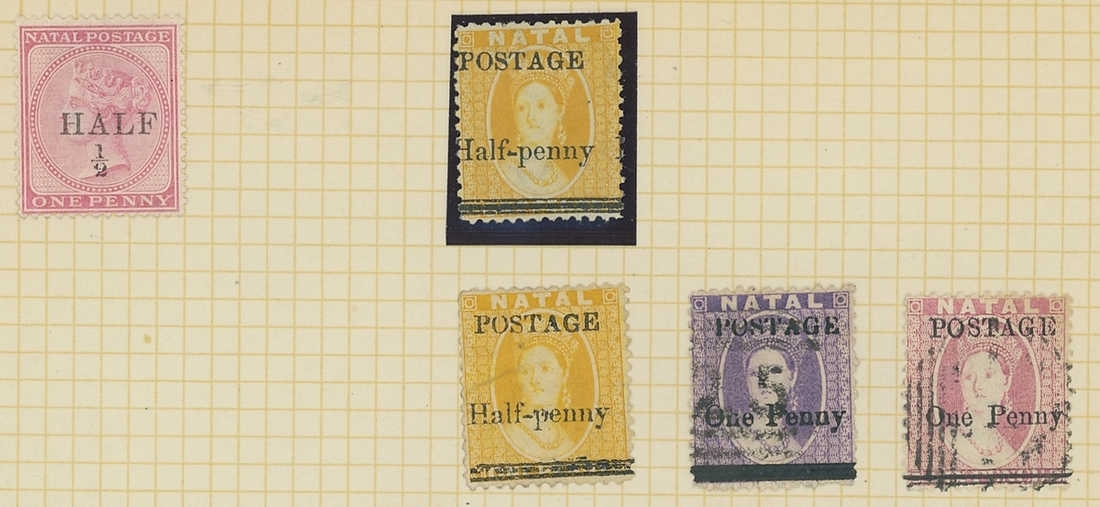 NATAL POSTAGE
HALF
1/2
ONE PENNY
NATAL
POSTAGE
Half-penny
NATAL
POSTAGE
Half-penny
NATAL
POSTAGE
5
One Penny
NATAL
POSTAGE
One Penny